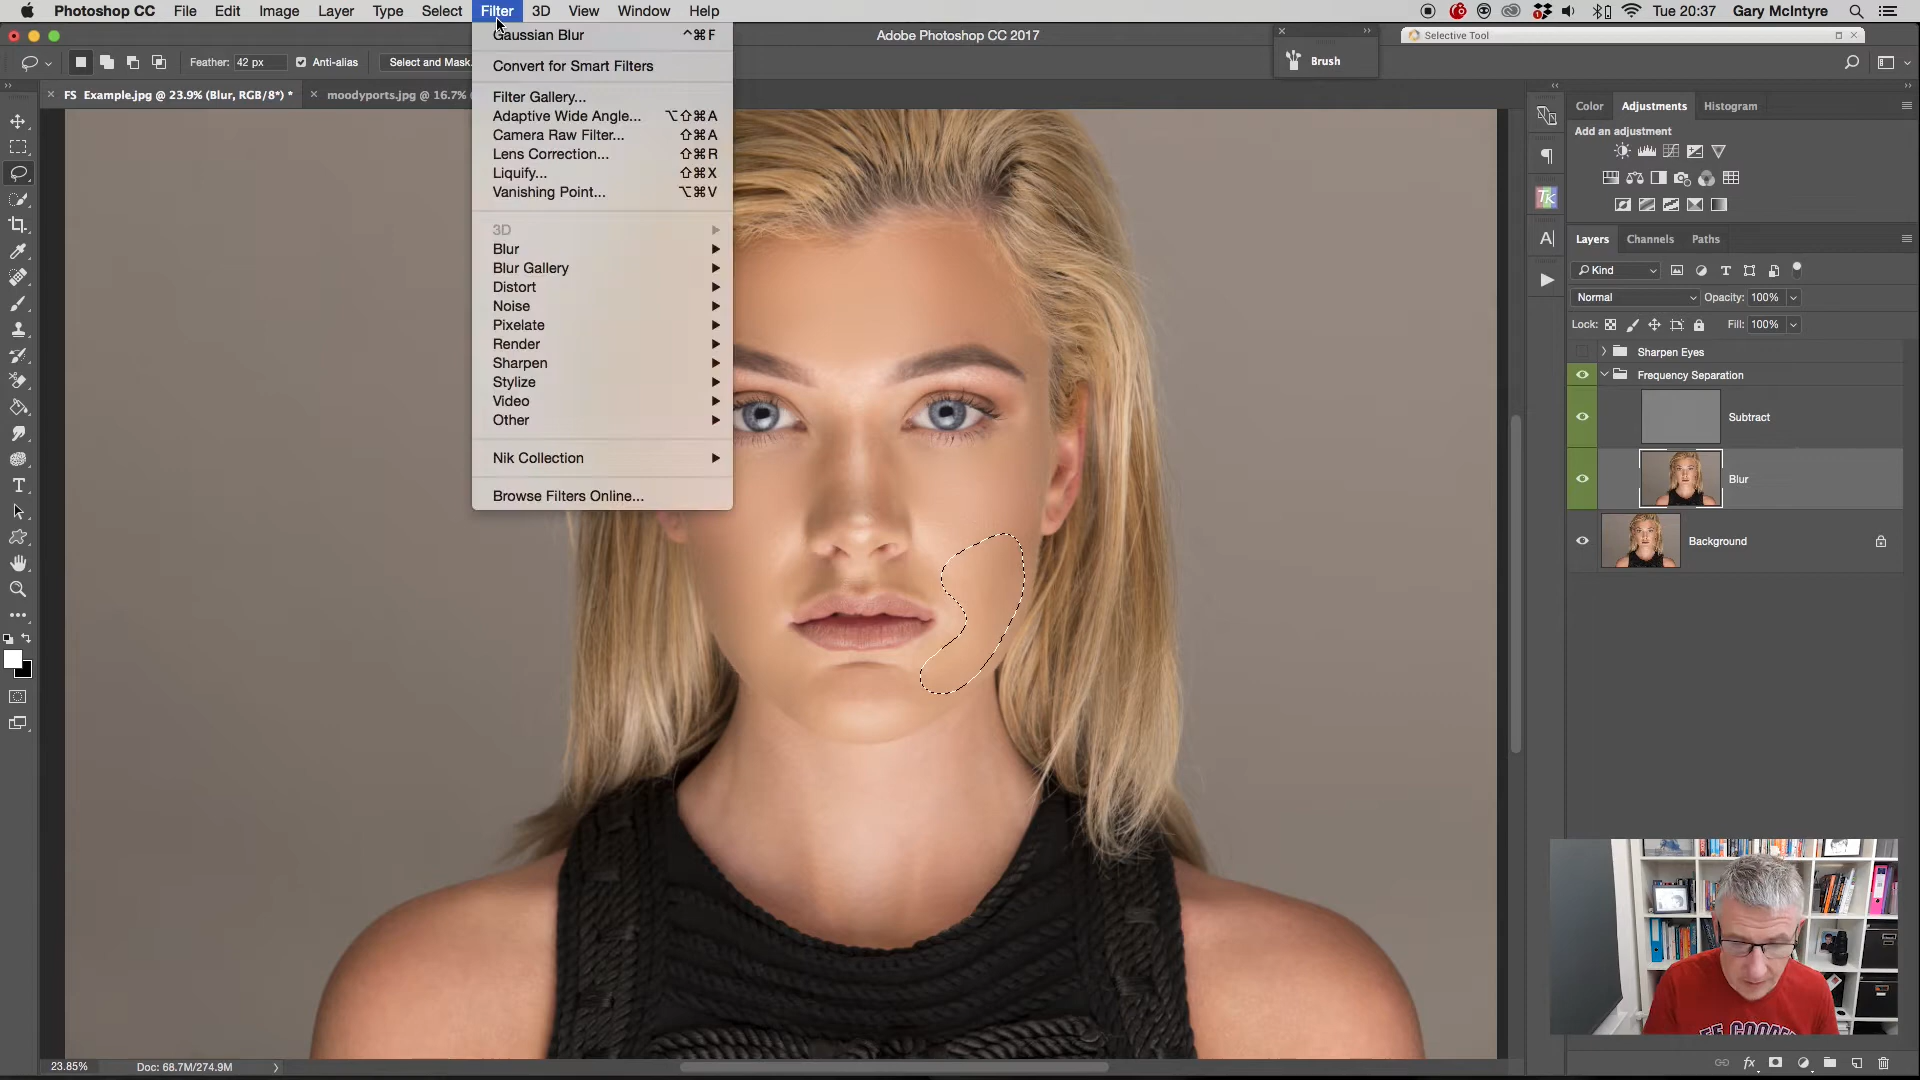 Photoshop CC File Edit Image Layer Type Select Filter 3D View Window Help Tue 20:37 Gary McIntyre
Adobe Photoshop CC 2017
Selective Tool
Gaussian Blur ^⌘F
Feather: 42 px Anti-alias Select and Mask.
Brush
Convert for Smart Filters
FS Example.jpg @ 23.9% (Blur, RGB/8*) * moodyports.jpg @ 16.7%
Filter Gallery...
Adaptive Wide Angle... ⌥⇧⌘A
Camera Raw Filter... ⇧⌘A
Lens Correction... ⇧⌘R
Liquify... ⇧⌘X
Vanishing Point... ⌥⌘V
3D
Blur
Blur Gallery
Distort
Noise
Pixelate
Render
Sharpen
Stylize
Video
Other
Nik Collection
Browse Filters Online...
Color Adjustments Histogram
Add an adjustment
TK
A
Layers Channels Paths
Kind
Normal Opacity: 100%
Lock: Fill: 100%
Sharpen Eyes
Frequency Separation
Subtract
Blur
Background
T
23.85% Doc: 68.7M/274.9M
fx